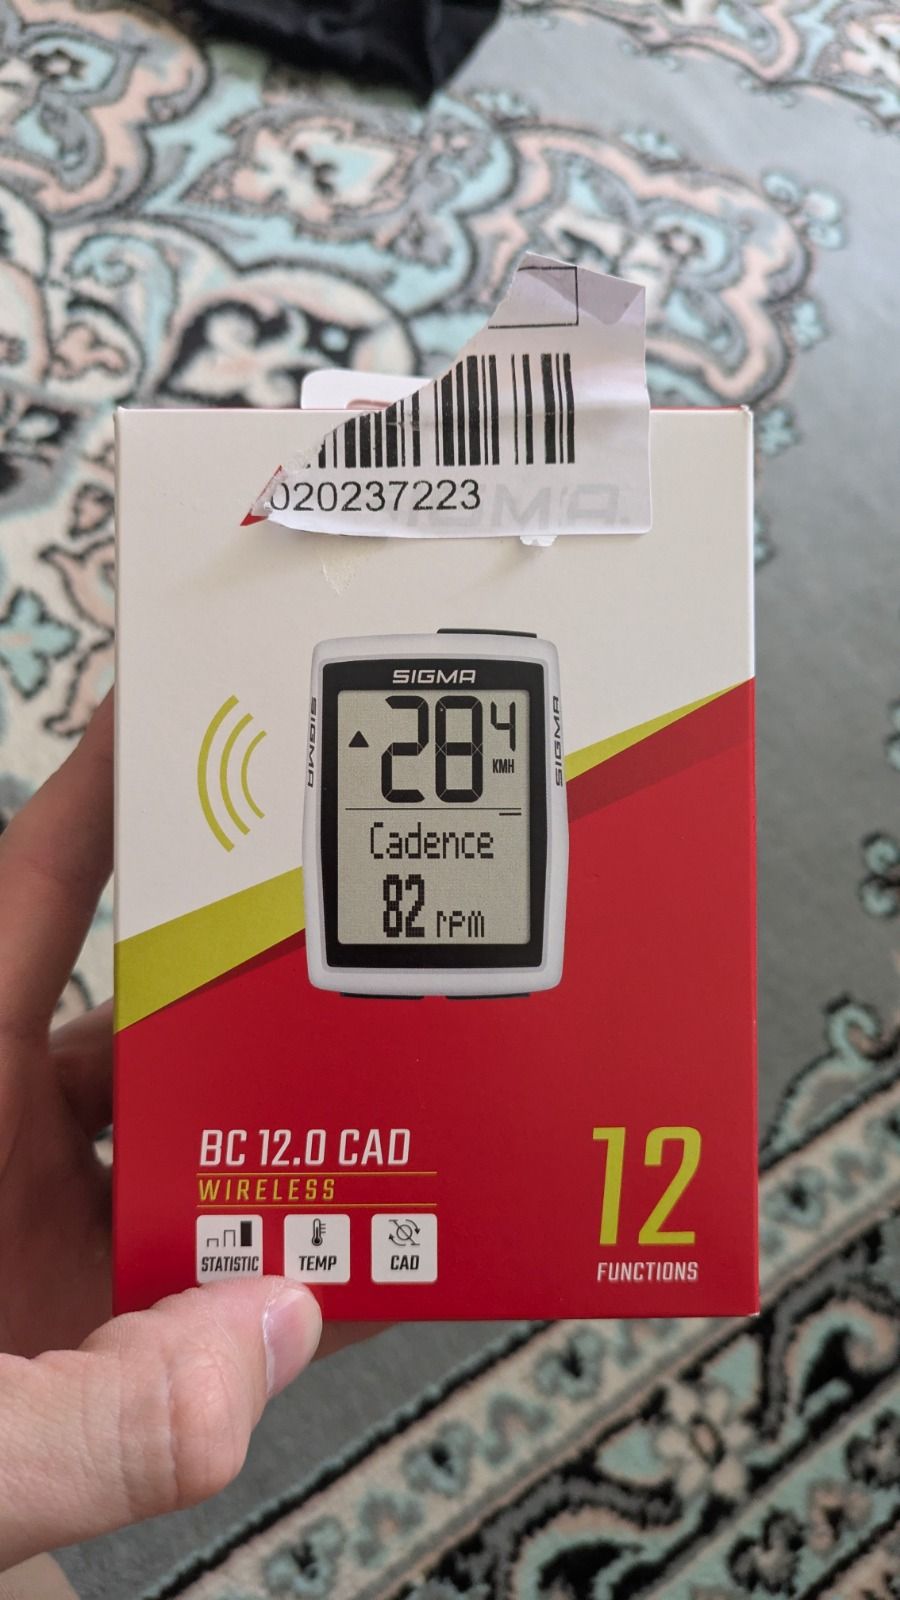 020237223
SIGMA
SIGMA
28 4
KMH
SIGMA
SIGMA
Cadence
82 rpm
BC 12.0 CAD
WIRELESS
STATISTIC
TEMP
CAD
12
FUNCTIONS